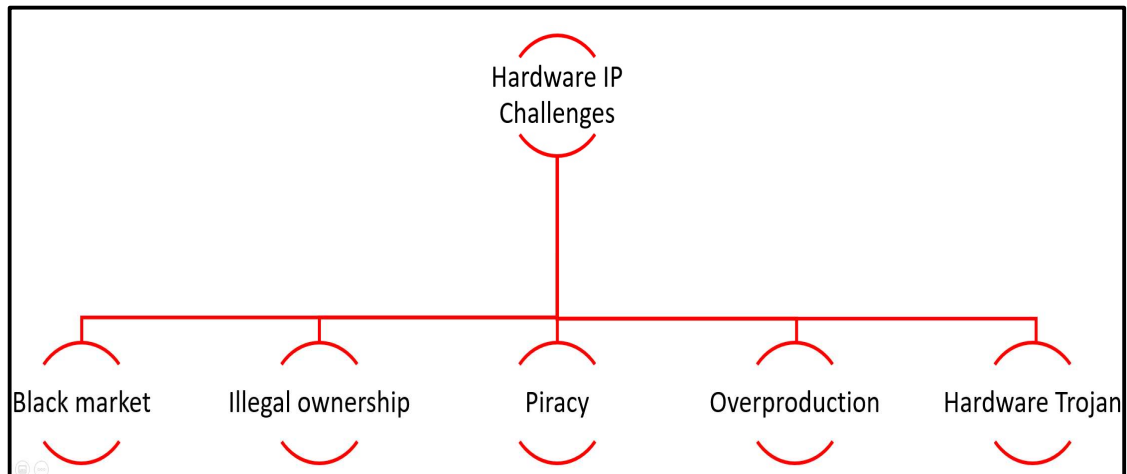 Hardware IP
Challenges
Black market
Illegal ownership
Piracy
Overproduction
Hardware Trojan